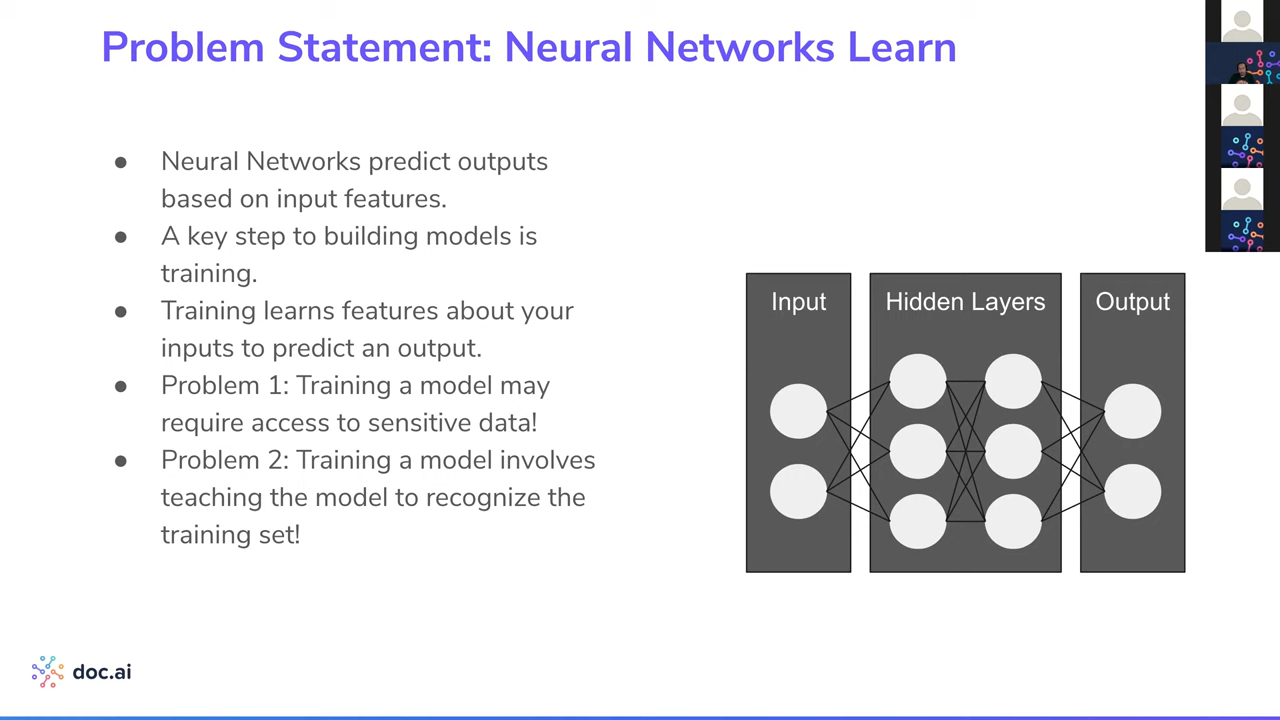 Problem Statement: Neural Networks Learn
● Neural Networks predict outputs
based on input features.
● A key step to building models is
training.
● Training learns features about your
inputs to predict an output.
● Problem 1: Training a model may
require access to sensitive data!
● Problem 2: Training a model involves
teaching the model to recognize the
training set!
Input
Hidden Layers
Output
doc.ai